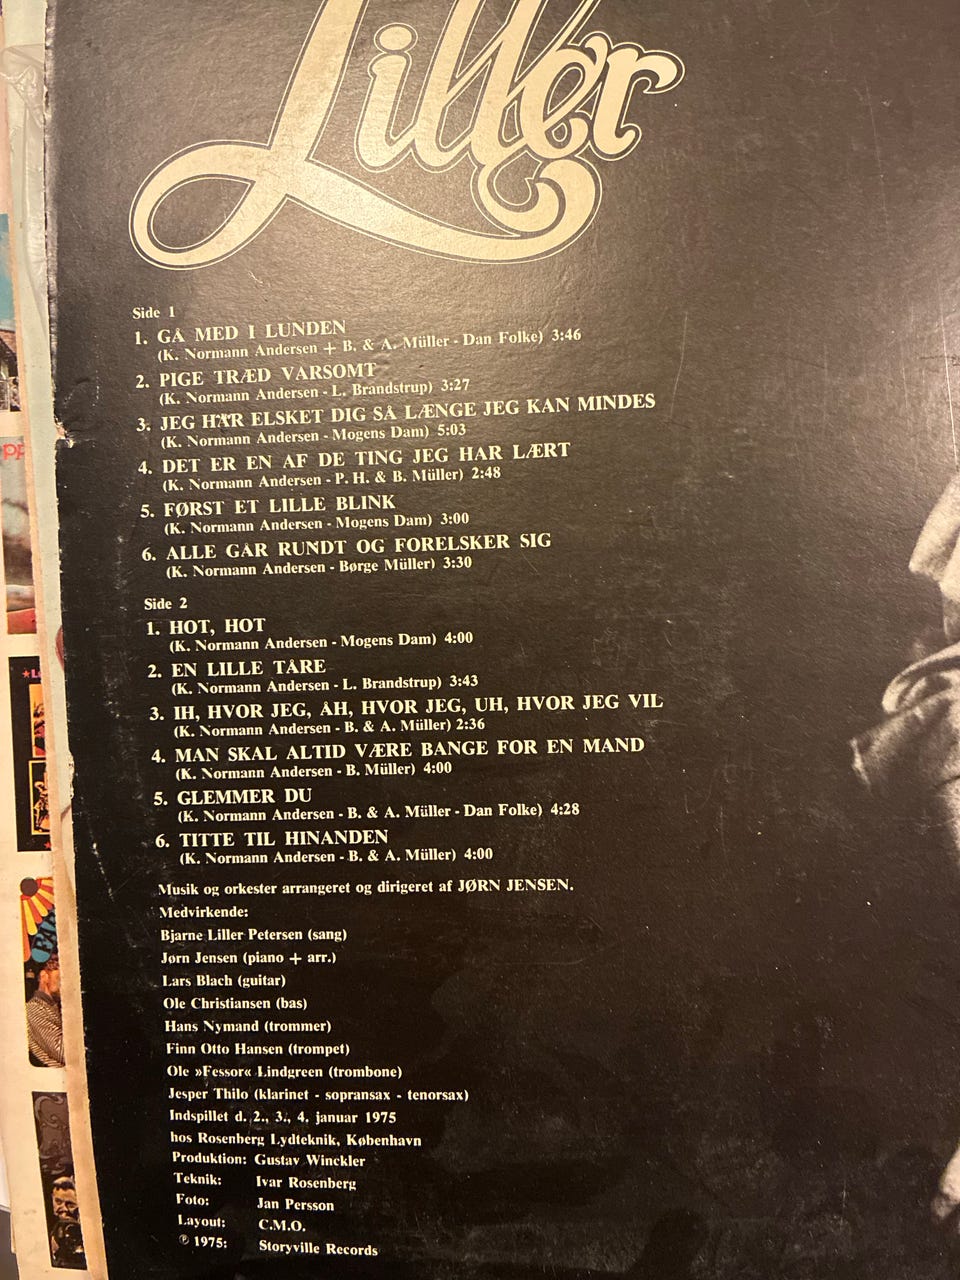 Liller
Side 1
1. GÅ MED I LUNDEN
(K. Normann Andersen + B. & A. Müller - Dan Folke) 3:46
2. PIGE TRÆD VARSOMT
(K. Normann Andersen - L. Brandstrup) 3:27
3. JEG HAR ELSKET DIG SÅ LÆNGE JEG KAN MINDES
(K. Normann Andersen - Mogens Dam) 5:03
4. DET ER EN AF DE TING JEG HAR LÆRT
(K. Normann Andersen - P. H. & B. Müller) 2:48
5. FØRST ET LILLE BLINK
(K. Normann Andersen - Mogens Dam) 3:00
6. ALLE GÅR RUNDT OG FORELSKER SIG
(K. Normann Andersen - Børge Müller) 3:30
Side 2
1. HOT, HOT
(K. Normann Andersen - Mogens Dam) 4:00
2. EN LILLE TÅRE
(K. Normann Andersen - L. Brandstrup) 3:43
3. IH, HVOR JEG, ÅH, HVOR JEG, UH, HVOR JEG VIL
(K. Normann Andersen - B. & A. Müller) 2:36
4. MAN SKAL ALTID VÆRE BANGE FOR EN MAND
(K. Normann Andersen - B. Müller) 4:00
5. GLEMMER DU
(K. Normann Andersen - B. & A. Müller - Dan Folke) 4:28
6. TITTE TIL HINANDEN
(K. Normann Andersen - B. & A. Müller) 4:00
Musik og orkester arrangeret og dirigeret af JØRN JENSEN.
Medvirkende:
Bjarne Liller Petersen (sang)
Jørn Jensen (piano + arr.)
Lars Blach (guitar)
Ole Christiansen (bas)
Hans Nymand (trommer)
Finn Otto Hansen (trompet)
Ole »Fessor« Lindgreen (trombone)
Jesper Thilo (klarinet - sopransax - tenorsax)
Indspillet d. 2., 3., 4. januar 1975
hos Rosenberg Lydteknik, København
Produktion: Gustav Winckler
Teknik: Ivar Rosenberg
Foto: Jan Persson
Layout: C.M.O.
℗ 1975: Storyville Records